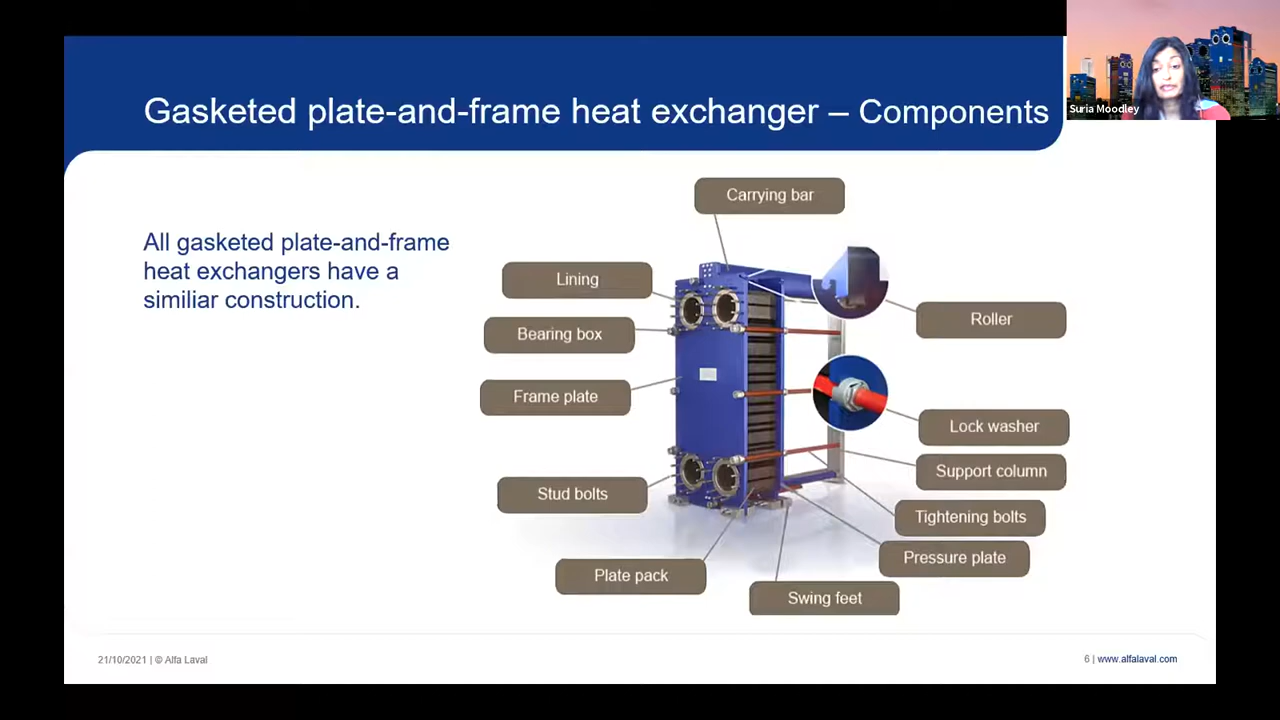 Gasketed plate-and-frame heat exchanger – Components
Suria Moodley
All gasketed plate-and-frame
heat exchangers have a
similiar construction.
Carrying bar
Lining
Bearing box
Frame plate
Stud bolts
Plate pack
Swing feet
Roller
Lock washer
Support column
Tightening bolts
Pressure plate
21/10/2021 | © Alfa Laval
6 | www.alfalaval.com